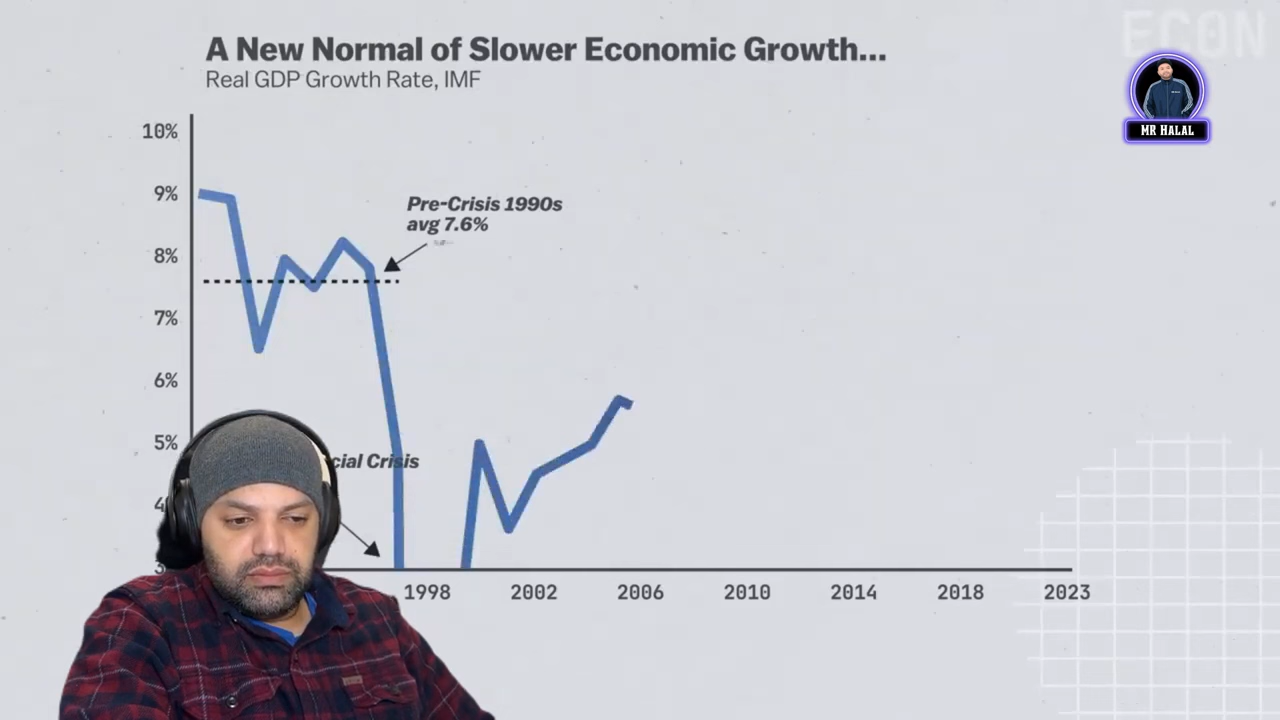 ECON
A New Normal of Slower Economic Growth...
Real GDP Growth Rate, IMF
MR HALAL
10%
9%
Pre-Crisis 1990s
avg 7.6%
8%
7%
6%
5%
Crisis
1998 2002 2006 2010 2014 2018 2023